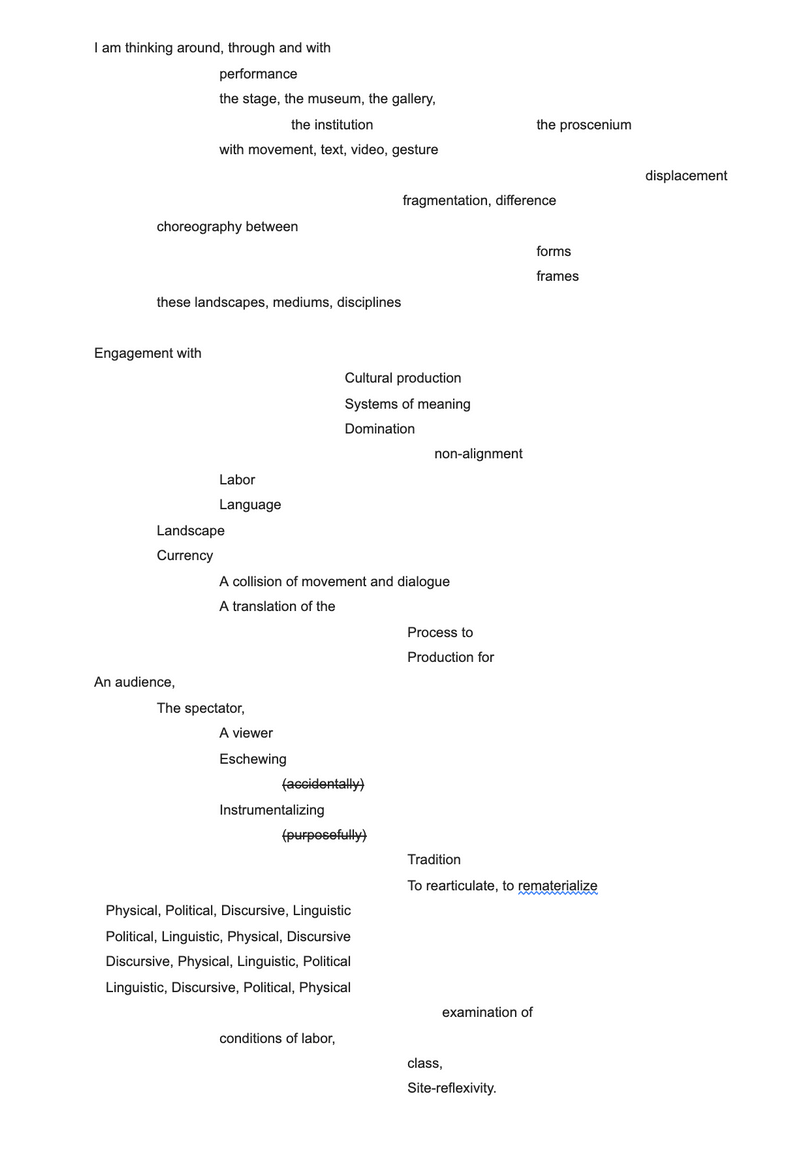 I am thinking around, through and with
performance
the stage, the museum, the gallery,
the institution the proscenium
with movement, text, video, gesture
displacement
fragmentation, difference
choreography between
forms
frames
these landscapes, mediums, disciplines
Engagement with
Cultural production
Systems of meaning
Domination
non-alignment
Labor
Language
Landscape
Currency
A collision of movement and dialogue
A translation of the
Process to
Production for
An audience,
The spectator,
A viewer
Eschewing
(accidentally)
Instrumentalizing
(purposefully)
Tradition
To rearticulate, to rematerialize
Physical, Political, Discursive, Linguistic
Political, Linguistic, Physical, Discursive
Discursive, Physical, Linguistic, Political
Linguistic, Discursive, Political, Physical
examination of
conditions of labor,
class,
Site-reflexivity.